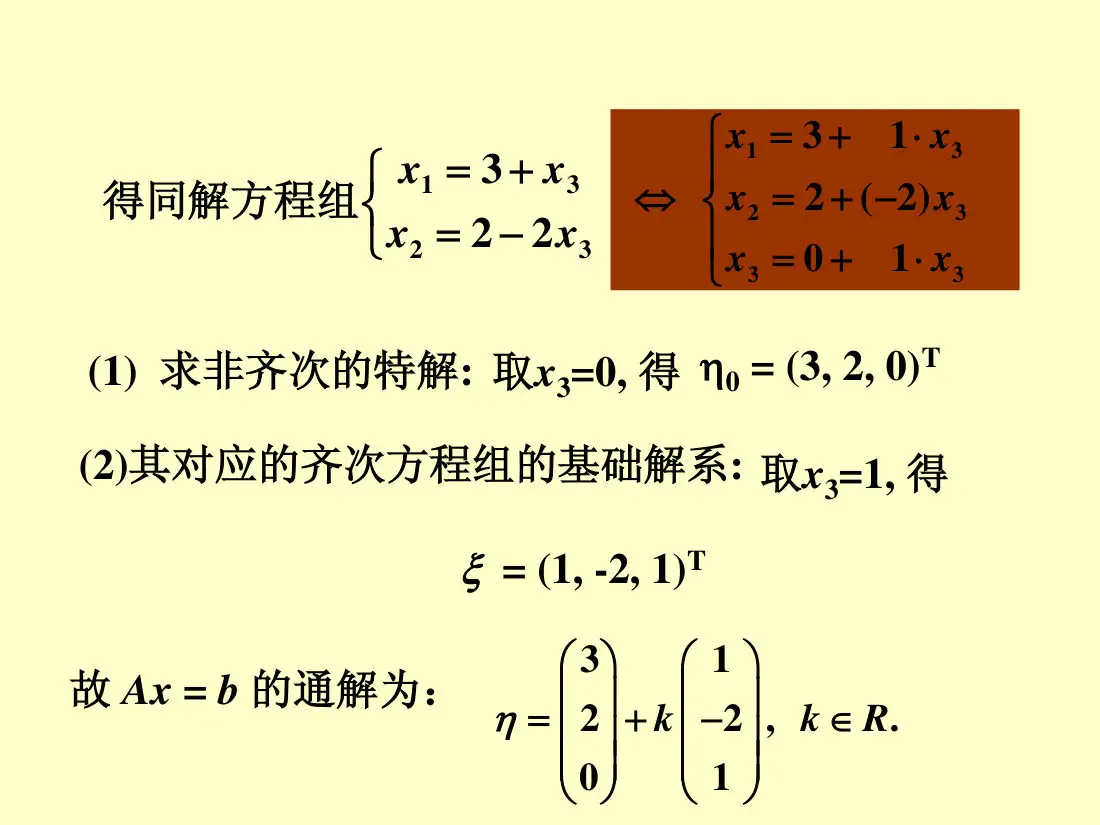 得同解方程组 { x₁ = 3 + x₃
x₂ = 2 − 2x₃
⇔ { x₁ = 3 + 1· x₃
x₂ = 2 + (−2) x₃
x₃ = 0 + 1· x₃
(1) 求非齐次的特解: 取x₃=0, 得 η₀ = (3, 2, 0)ᵀ
(2)其对应的齐次方程组的基础解系: 取x₃=1, 得
ξ = (1, -2, 1)ᵀ
故 Ax = b 的通解为: η = (3 2 0) + k (1 −2 1), k ∈ R.